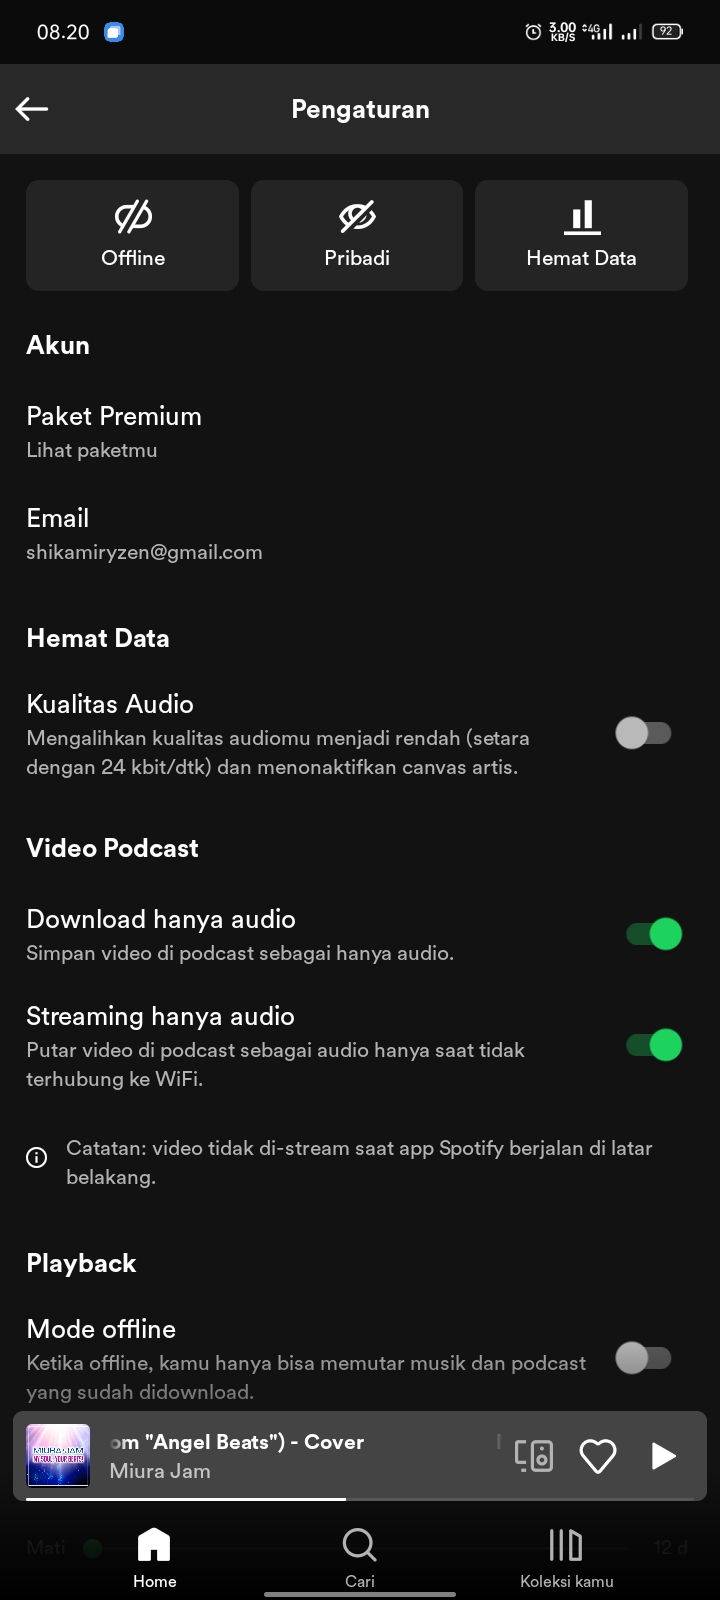 08.20
3.00
KB/S
4G
92
Pengaturan
Offline
Pribadi
Hemat Data
Akun
Paket Premium
Lihat paketmu
Email
shikamiryzen@gmail.com
Hemat Data
Kualitas Audio
Mengalihkan kualitas audiomu menjadi rendah (setara
dengan 24 kbit/dtk) dan menonaktifkan canvas artis.
Video Podcast
Download hanya audio
Simpan video di podcast sebagai hanya audio.
Streaming hanya audio
Putar video di podcast sebagai audio hanya saat tidak
terhubung ke WiFi.
Catatan: video tidak di-stream saat app Spotify berjalan di latar
belakang.
Playback
Mode offline
Ketika offline, kamu hanya bisa memutar musik dan podcast
yang sudah didownload.
MIURA JAM
MY SOUL, YOUR BEATS!
om "Angel Beats") - Cover
Miura Jam
Mati
12 d
Home
Cari
Koleksi kamu